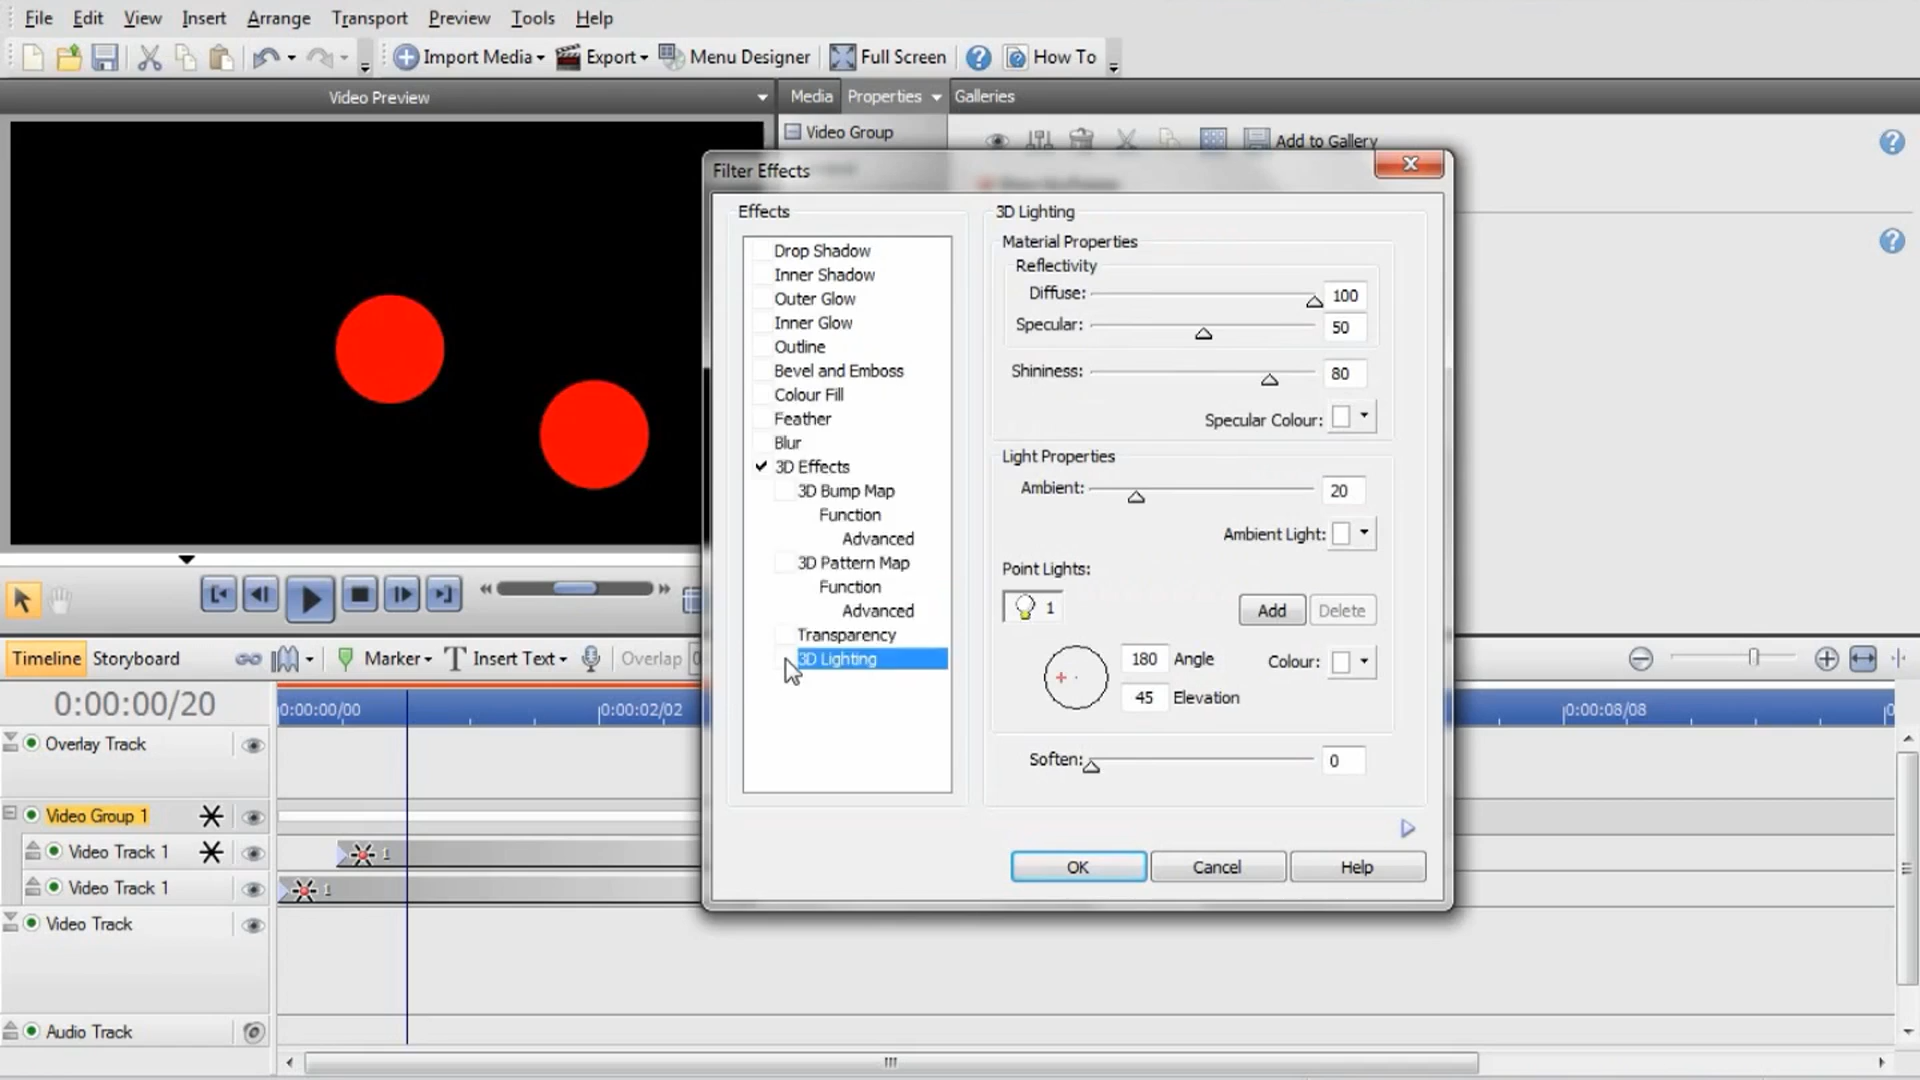 File Edit View Insert Arrange Transport Preview Tools Help
Import Media Export Menu Designer Full Screen How To
Video Preview Media Properties Galleries
Video Group
Add to Gallery
Filter Effects
Effects
Drop Shadow
Inner Shadow
Outer Glow
Inner Glow
Outline
Bevel and Emboss
Colour Fill
Feather
Blur
3D Effects
3D Bump Map
Function
Advanced
3D Pattern Map
Function
Advanced
Transparency
3D Lighting
3D Lighting
Material Properties
Reflectivity
Diffuse: 100
Specular: 50
Shininess: 80
Specular Colour:
Light Properties
Ambient: 20
Ambient Light:
Point Lights:
1 Add Delete
180 Angle Colour:
45 Elevation
Soften: 0
OK Cancel Help
Timeline Storyboard Marker Insert Text Overlap
0:00:00/20 0:00:00/00 0:00:02/02 0:00:08/08
Overlay Track
Video Group 1
Video Track 1 1
Video Track 1 1
Video Track
Audio Track